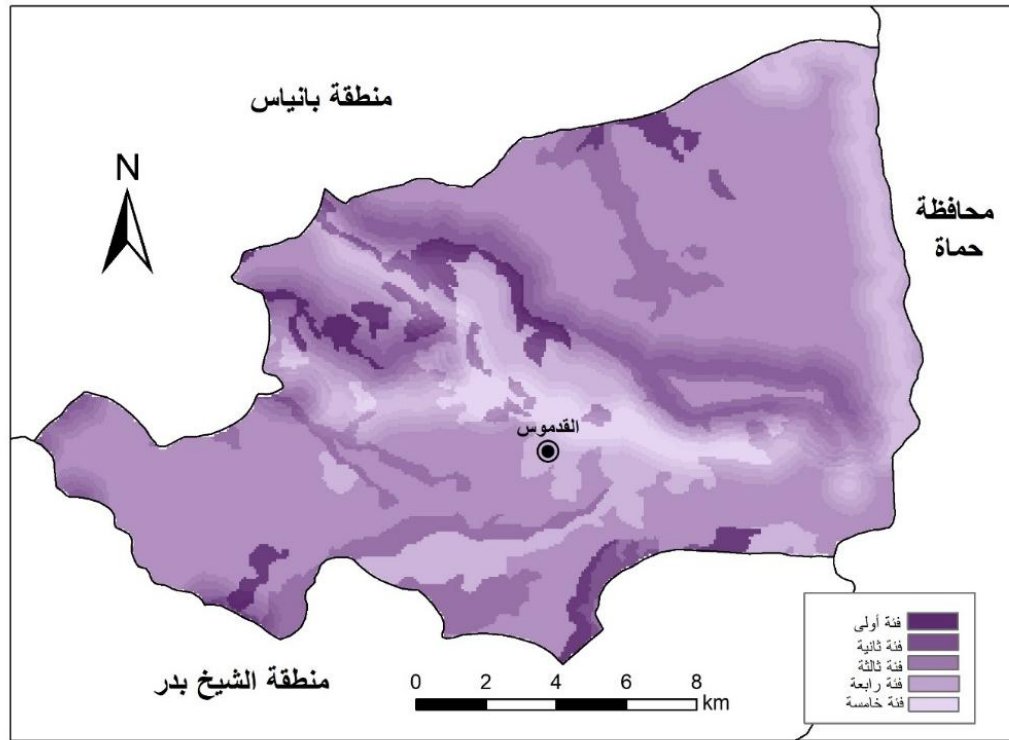 منطقة بانياس
N
محافظة
حماة
القدموس
فئة أولى
فئة ثانية
فئة ثالثة
فئة رابعة
فئة خامسة
منطقة الشيخ بدر
0 2 4 6 8
km